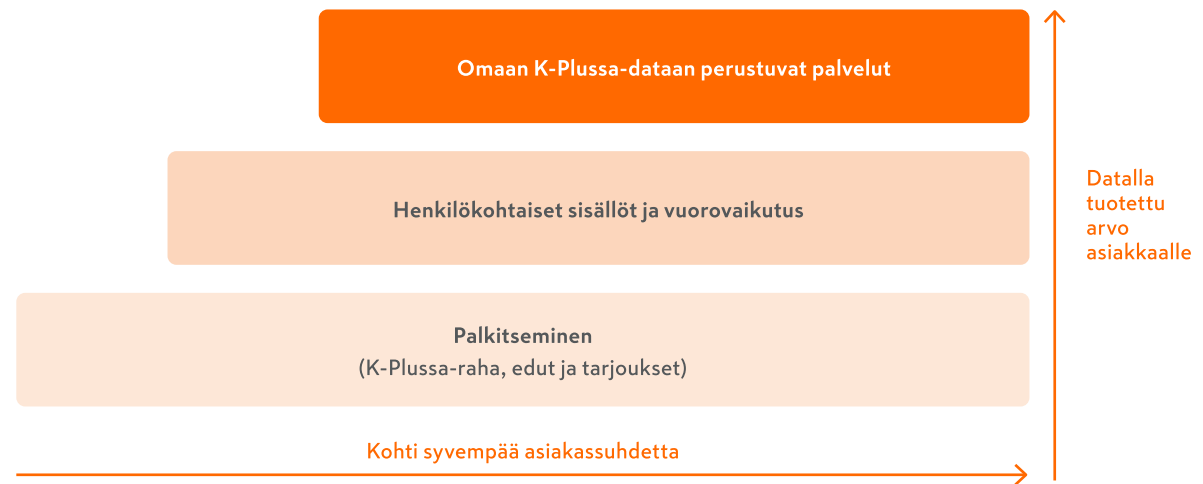 Omaan K-Plussa-dataan perustuvat palvelut
Henkilökohtaiset sisällöt ja vuorovaikutus
Palkitseminen
(K-Plussa-raha, edut ja tarjoukset)
Kohti syvempää asiakassuhdetta
Datalla
tuotettu
arvo
asiakkaalle